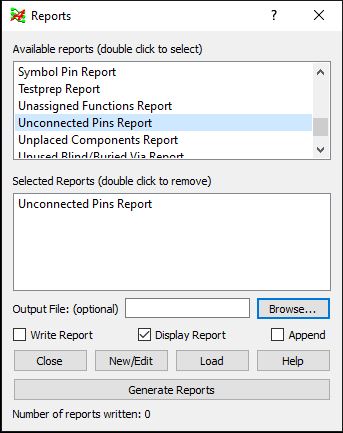 Reports
?
Available reports (double click to select)
Symbol Pin Report
Testprep Report
Unassigned Functions Report
Unconnected Pins Report
Unplaced Components Report
Unused Blind/Buried Via Report
Selected Reports (double click to remove)
Unconnected Pins Report
Output File: (optional) Browse...
Write Report Display Report Append
Close New/Edit Load Help
Generate Reports
Number of reports written: 0